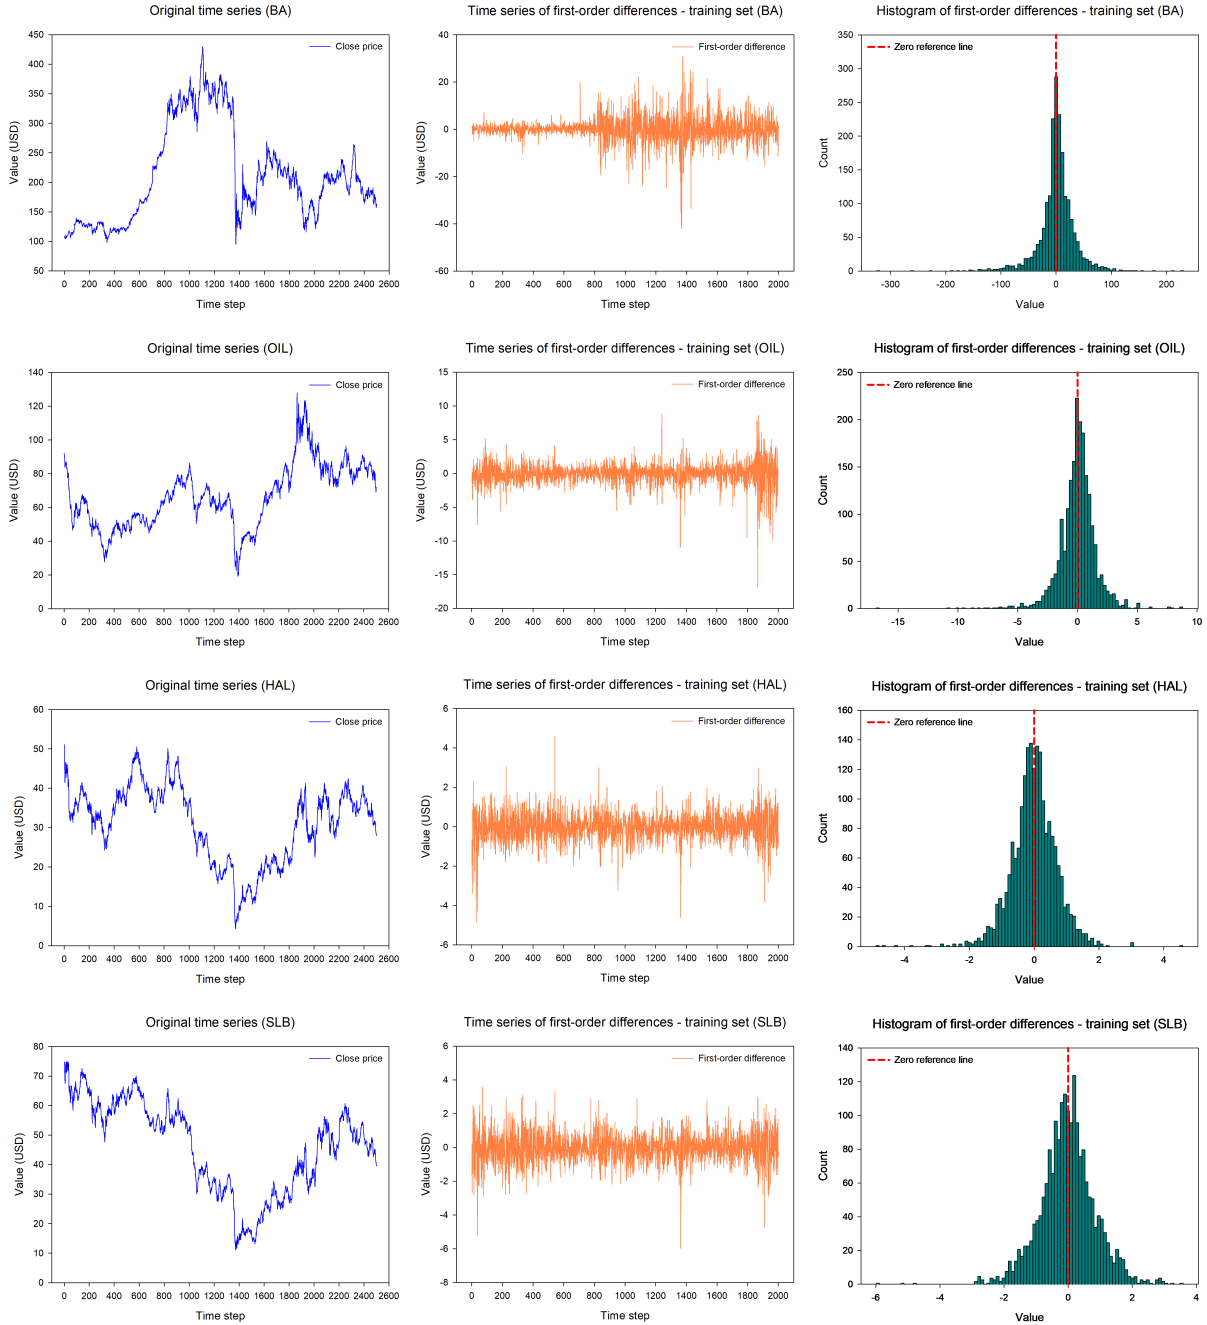 Original time series (BA)
Value (USD)
450
400
350
300
250
200
150
100
50
Close price
0 200 400 600 800 1000 1200 1400 1600 1800 2000 2200 2400 2600
Time step
Time series of first-order differences - training set (BA)
Value (USD)
40
20
0
-20
-40
-60
First-order difference
0 200 400 600 800 1000 1200 1400 1600 1800 2000
Time step
Histogram of first-order differences - training set (BA)
Count
350
300
250
200
150
100
50
0
Zero reference line
-300 -200 -100 0 100 200
Value
Original time series (OIL)
Value (USD)
140
120
100
80
60
40
20
0
Close price
0 200 400 600 800 1000 1200 1400 1600 1800 2000 2200 2400 2600
Time step
Time series of first-order differences - training set (OIL)
Value (USD)
15
10
5
0
-5
-10
-15
-20
First-order difference
0 200 400 600 800 1000 1200 1400 1600 1800 2000
Time step
Histogram of first-order differences - training set (OIL)
Count
250
200
150
100
50
0
Zero reference line
-15 -10 -5 0 5 10
Value
Original time series (HAL)
Value (USD)
60
50
40
30
20
10
0
Close price
0 200 400 600 800 1000 1200 1400 1600 1800 2000 2200 2400 2600
Time step
Time series of first-order differences - training set (HAL)
Value (USD)
6
4
2
0
-2
-4
-6
First-order difference
0 200 400 600 800 1000 1200 1400 1600 1800 2000
Time step
Histogram of first-order differences - training set (HAL)
Count
160
140
120
100
80
60
40
20
0
Zero reference line
-4 -2 0 2 4
Value
Original time series (SLB)
Value (USD)
80
70
60
50
40
30
20
10
0
Close price
0 200 400 600 800 1000 1200 1400 1600 1800 2000 2200 2400 2600
Time step
Time series of first-order differences - training set (SLB)
Value (USD)
6
4
2
0
-2
-4
-6
-8
First-order difference
0 200 400 600 800 1000 1200 1400 1600 1800 2000
Time step
Histogram of first-order differences - training set (SLB)
Count
140
120
100
80
60
40
20
0
Zero reference line
-6 -4 -2 0 2 4
Value